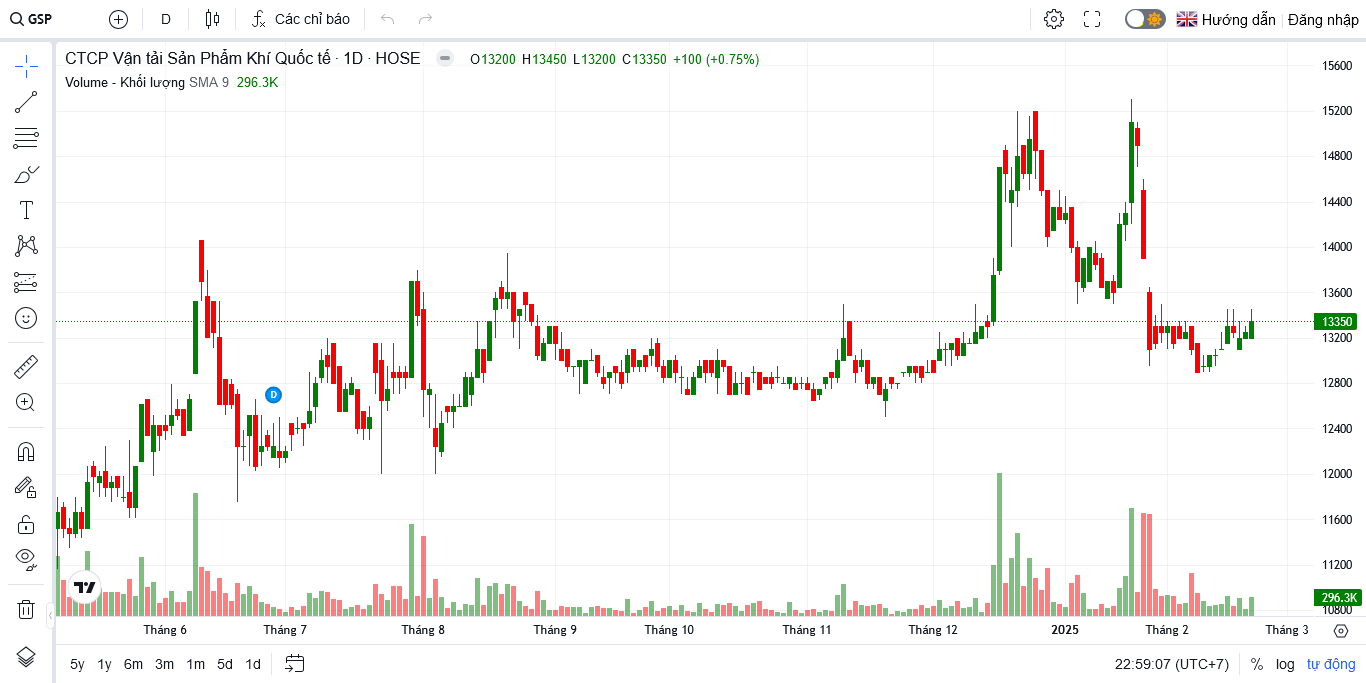 GSP D Các chỉ báo Hướng dẫn Đăng nhập
CTCP Vận tải Sản Phẩm Khí Quốc tế · 1D · HOSE O13200 H13450 L13200 C13350 +100 (+0.75%)
Volume - Khối lượng SMA 9 296.3K
15600
15200
14800
14400
14000
13600
13350
13200
12800
D
12400
12000
11600
11200
296.3K
10800
Tháng 6 Tháng 7 Tháng 8 Tháng 9 Tháng 10 Tháng 11 Tháng 12 2025 Tháng 2 Tháng 3
5y 1y 6m 3m 1m 5d 1d 22:59:07 (UTC+7) % log tự động